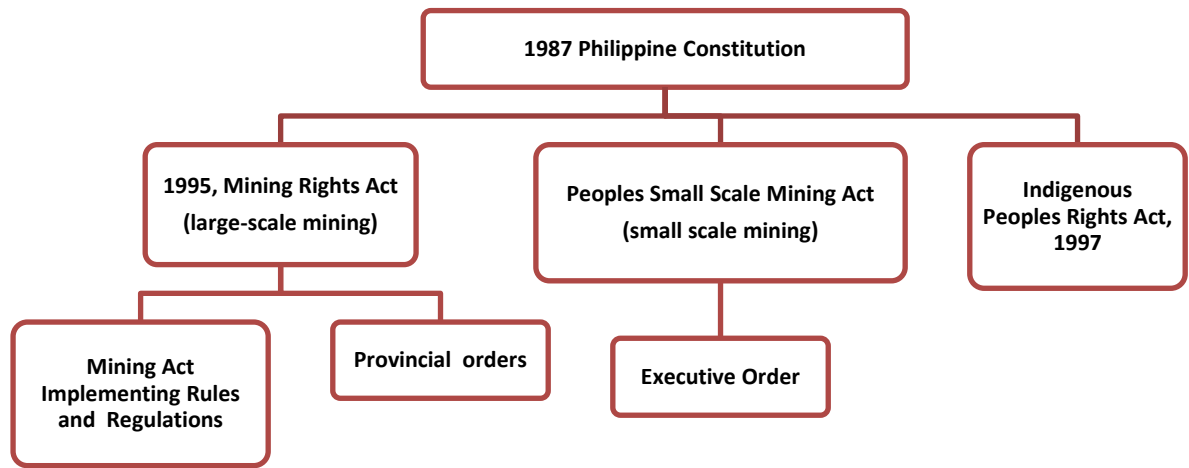 1987 Philippine Constitution
1995, Mining Rights Act
(large-scale mining)
Peoples Small Scale Mining Act
(small scale mining)
Indigenous
Peoples Rights Act,
1997
Mining Act
Implementing Rules
and Regulations
Provincial orders
Executive Order